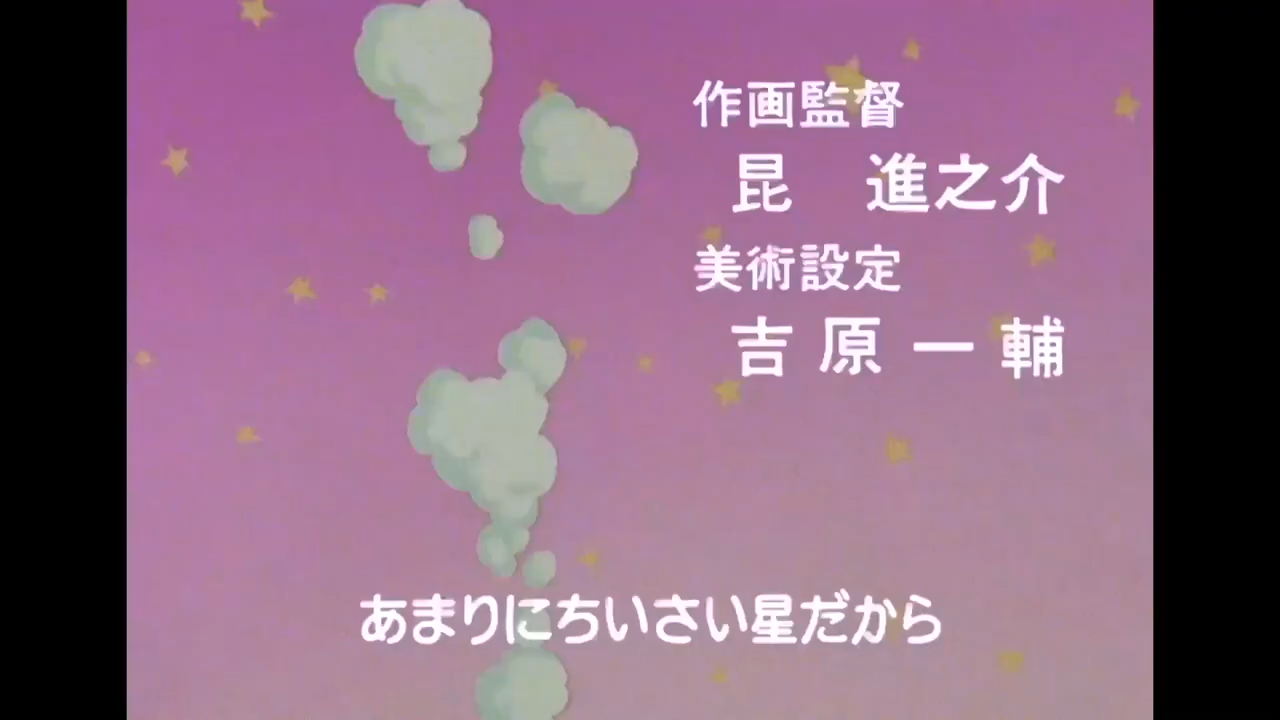 作画監督
昆 進之介
美術設定
吉原一輔
あまりにちいさい星だから